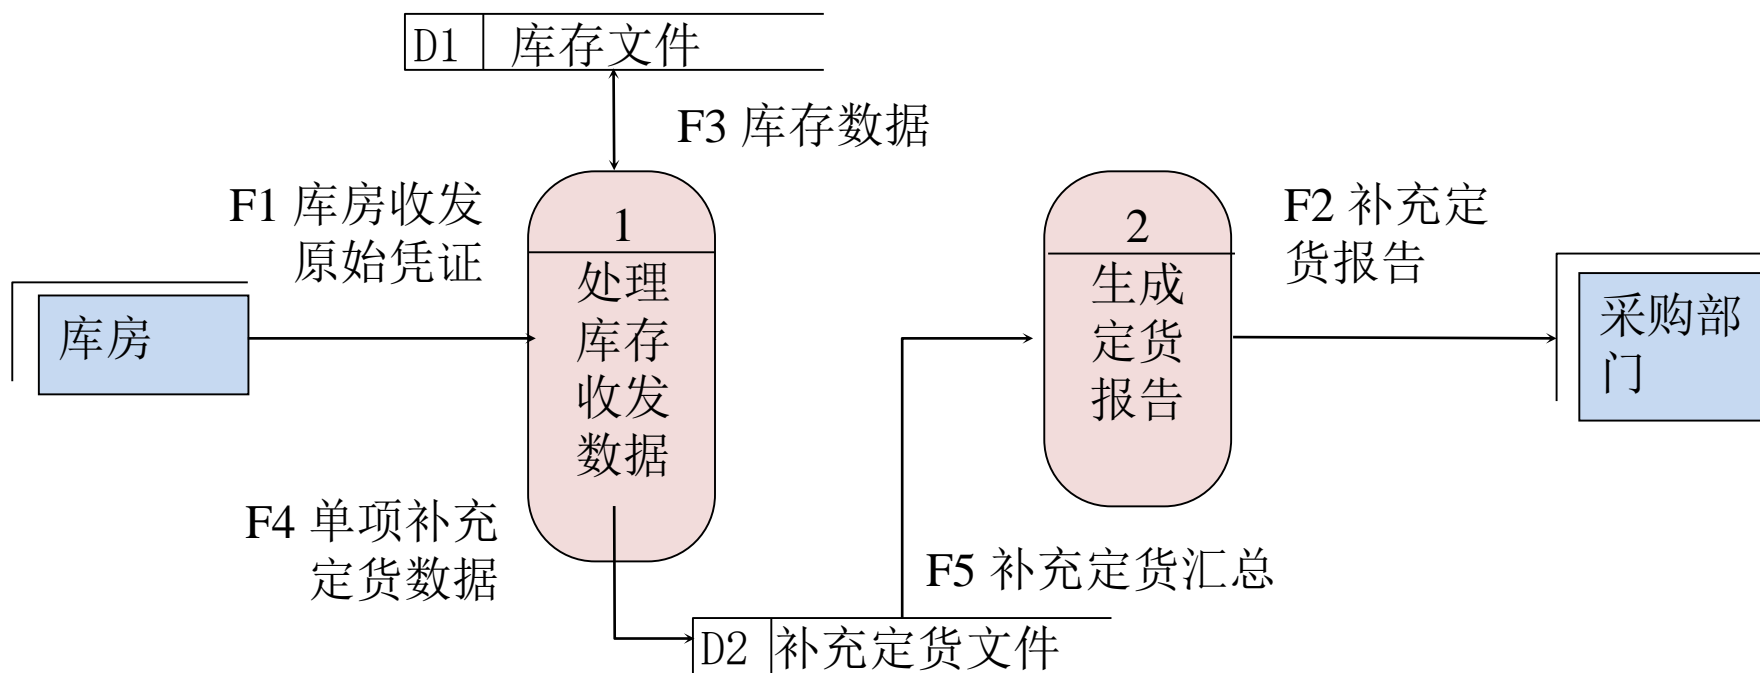 D1 库存文件
F3 库存数据
F1 库房收发
原始凭证
1
处理
库存
收发
数据
2
生成
定货
报告
F2 补充定
货报告
库房
采购部
门
F4 单项补充
定货数据
F5 补充定货汇总
D2 补充定货文件